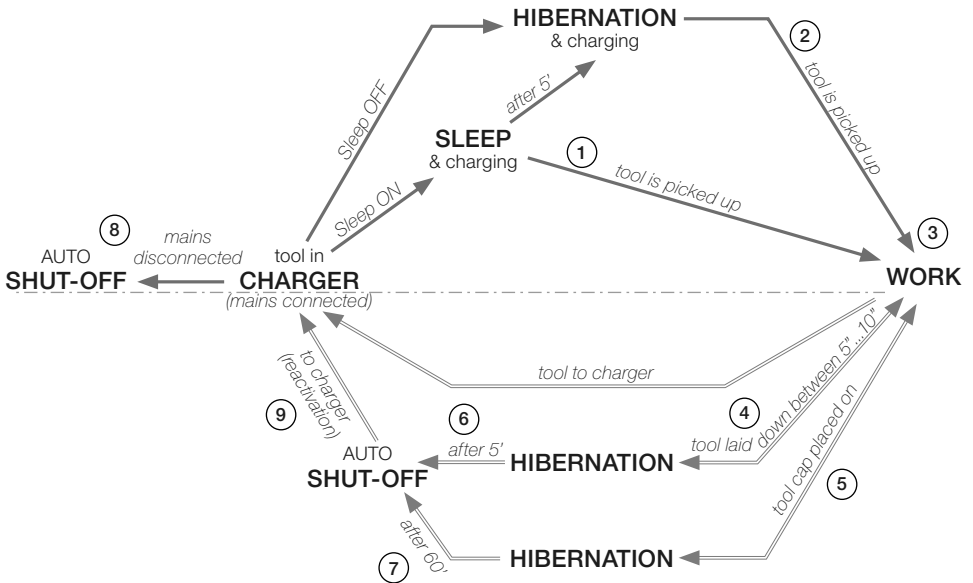 HIBERNATION
& charging
2
tool is picked up
Sleep OFF
after 5'
SLEEP
& charging
1
tool is picked up
Sleep ON
8
AUTO
SHUT-OFF
mains
disconnected
tool in
CHARGER
(mains connected)
3
WORK
tool to charger
to charger
(reactivation)
9
AUTO
SHUT-OFF
6
after 5'
HIBERNATION
4
tool laid down between 5"...10"
tool cap placed on
5
7
after 60'
HIBERNATION